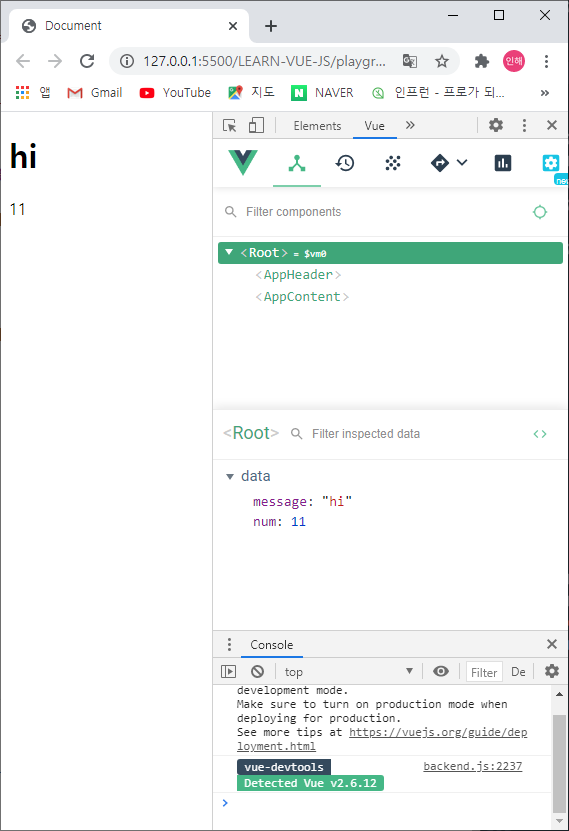 Document
127.0.0.1:5500/LEARN-VUE-JS/playgr...
인해
앱 Gmail YouTube 지도 NAVER 인프런 - 프로가 되... »
hi
11
Elements Vue »
new
Filter components
<Root> = $vm0
<AppHeader>
<AppContent>
<Root> Filter inspected data
data
message: "hi"
num: 11
Console
top Filter De
development mode.
Make sure to turn on production mode when
deploying for production.
See more tips at https://vuejs.org/guide/dep
loyment.html
vue-devtools backend.js:2237
Detected Vue v2.6.12